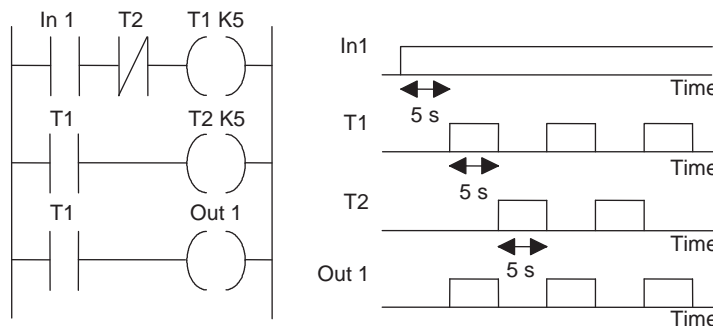 In 1 T2 T1 K5
T1 T2 K5
T1 Out 1
In1
Time
5 s
T1
Time
5 s
T2
Time
5 s
Out 1
Time